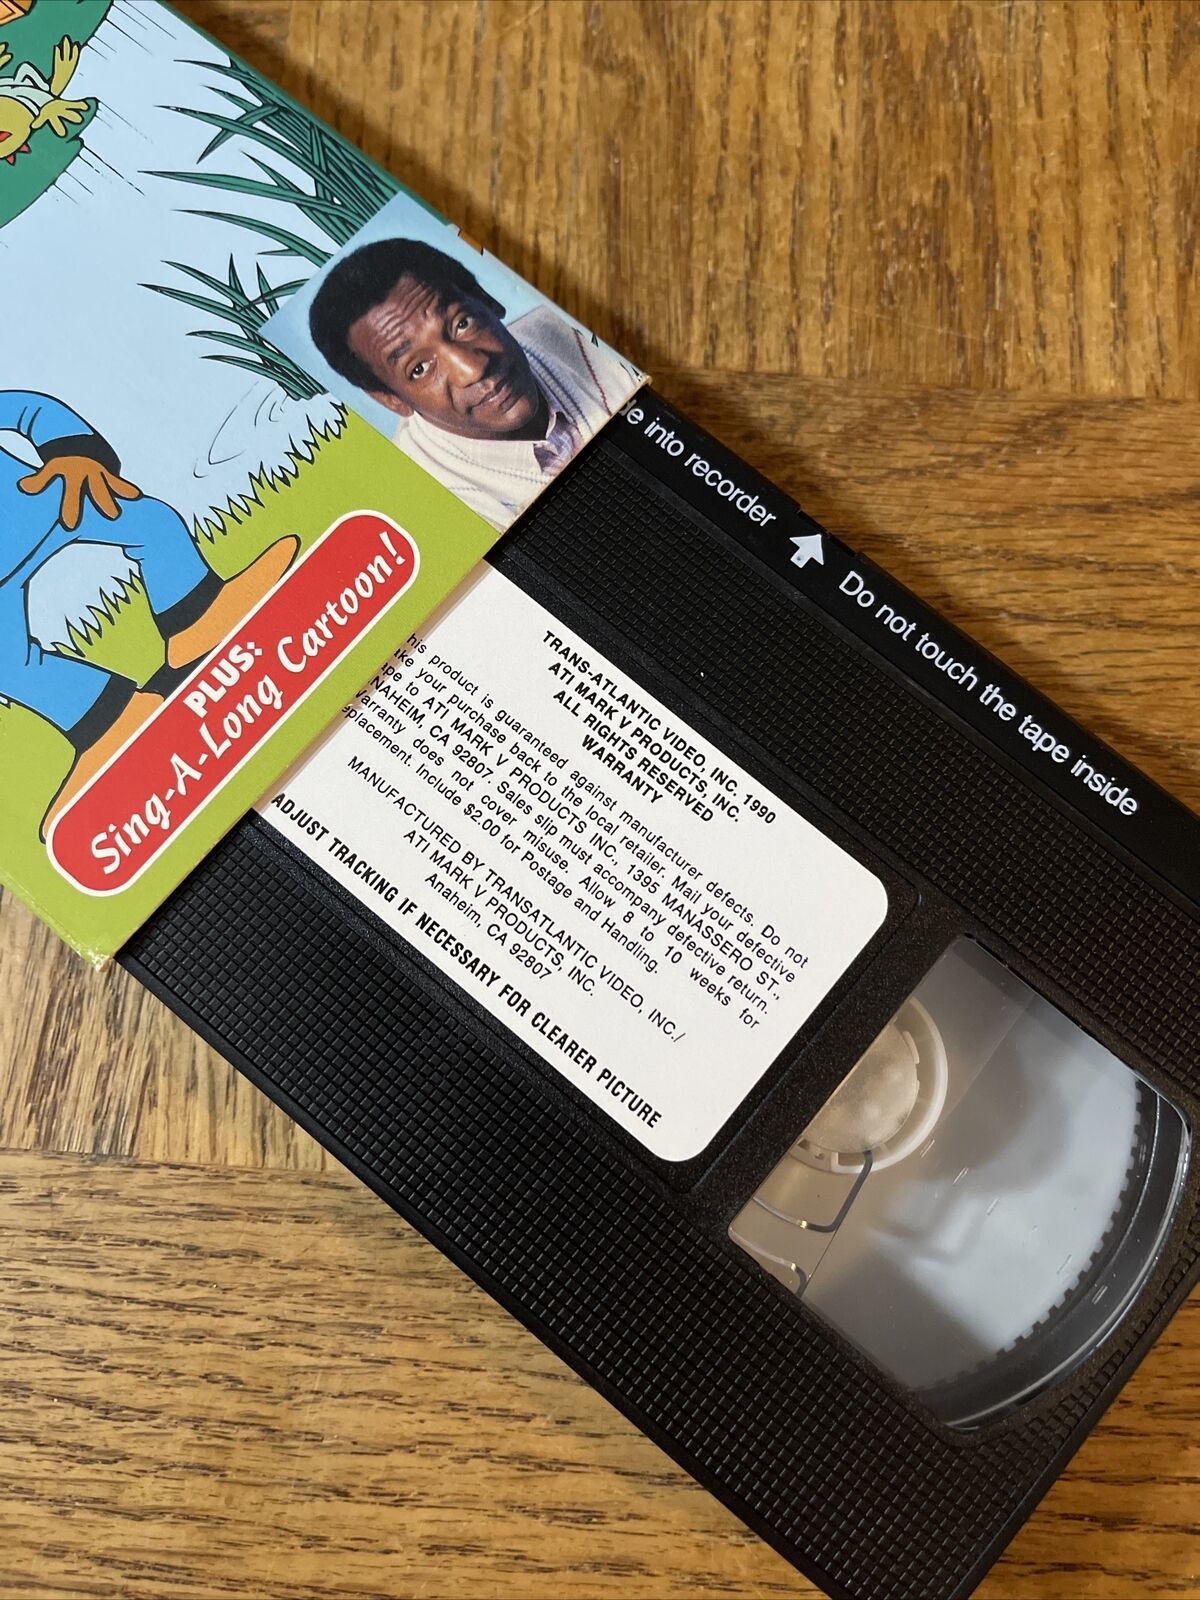 PLUS:
Sing-A-Long Cartoon!
into recorder
Do not touch the tape inside
TRANS-ATLANTIC VIDEO, INC. 1990
ATI MARK V PRODUCTS, INC.
ALL RIGHTS RESERVED
WARRANTY
his product is guaranteed against manufacturer defects. Do not
ake your purchase back to the local retailer. Mail your defective
ape to ATI MARK V PRODUCTS INC., 1395 MANASSERO ST.,
NAHEIM, CA 92807. Sales slip must accompany defective return.
Warranty does not cover misuse. Allow 8 to 10 weeks for
eplacement. Include $2.00 for Postage and Handling.
MANUFACTURED BY TRANSATLANTIC VIDEO, INC./
ATI MARK V PRODUCTS, INC.
Anaheim, CA 92807
ADJUST TRACKING IF NECESSARY FOR CLEARER PICTURE